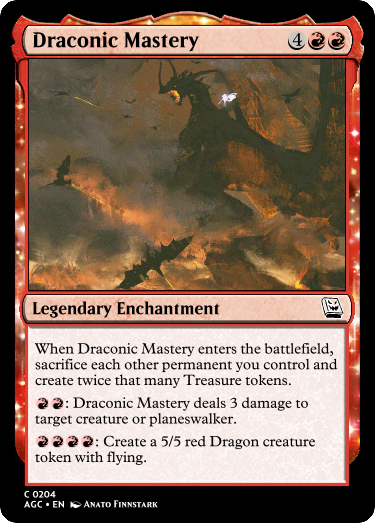 Draconic Mastery 4
Legendary Enchantment
When Draconic Mastery enters the battlefield,
sacrifice each other permanent you control and
create twice that many Treasure tokens.
: Draconic Mastery deals 3 damage to
target creature or planeswalker.
: Create a 5/5 red Dragon creature
token with flying.
C 0204
AGC • EN Anato Finnstark